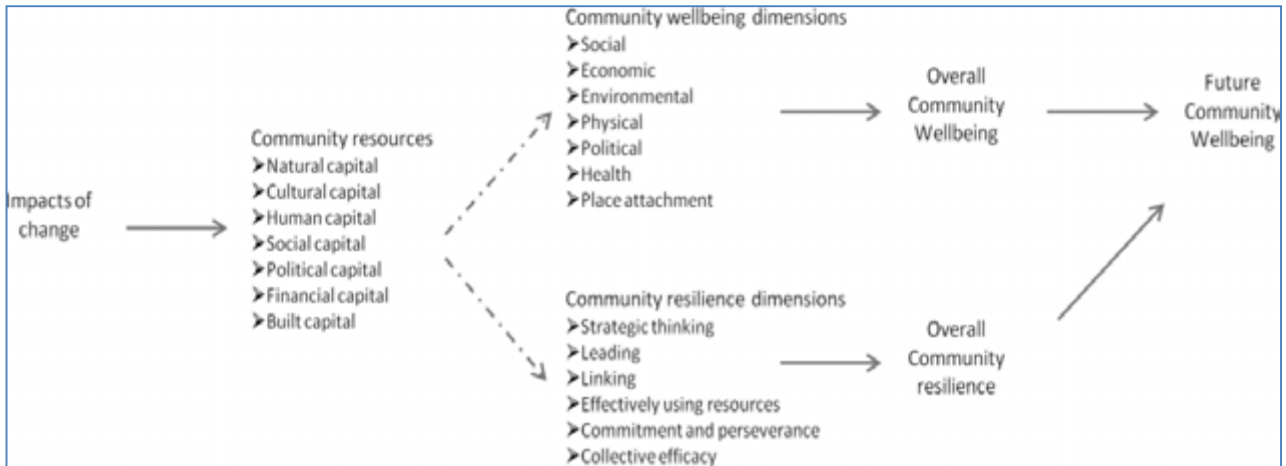 Impacts of
change
Community resources
➤Natural capital
➤Cultural capital
➤Human capital
➤Social capital
➤Political capital
➤Financial capital
➤Built capital
Community wellbeing dimensions
➤Social
➤Economic
➤Environmental
➤Physical
➤Political
➤Health
➤Place attachment
Community resilience dimensions
➤Strategic thinking
➤Leading
➤Linking
➤Effectively using resources
➤Commitment and perseverance
➤Collective efficacy
Overall
Community
Wellbeing
Overall
Community
resilience
Future
Community
Wellbeing